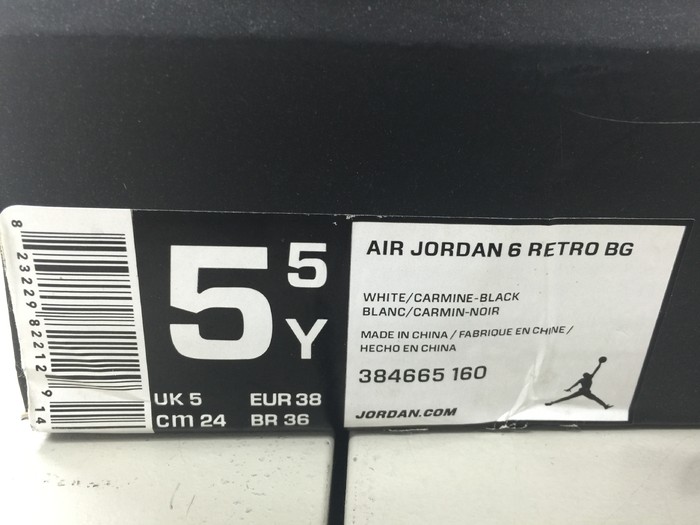 8 23229 82212 9 14
5 5
Y
UK 5 EUR 38
cm 24 BR 36
AIR JORDAN 6 RETRO BG
WHITE/CARMINE-BLACK
BLANC/CARMIN-NOIR
MADE IN CHINA / FABRIQUE EN CHINE /
HECHO EN CHINA
384665 160
JORDAN.COM